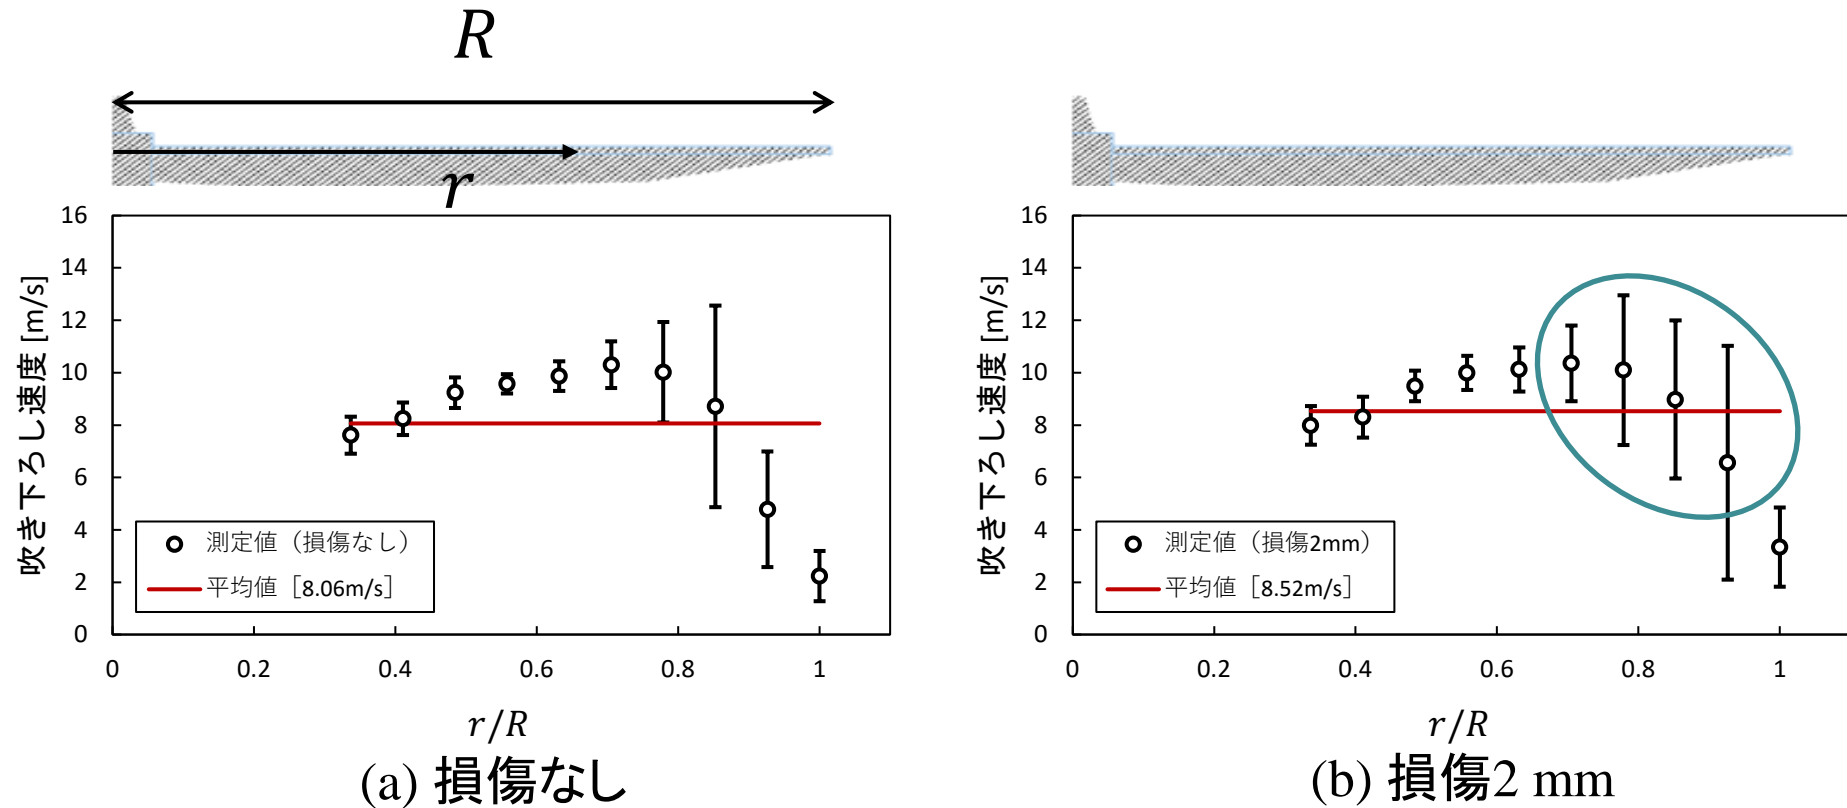 R
r
16
14
12
10
8
6
4
2
0
吹き下ろし速度 [m/s]
測定値（損傷なし）
平均値［8.06m/s］
0 0.2 0.4 0.6 0.8 1
r/R
(a) 損傷なし
16
14
12
10
8
6
4
2
0
吹き下ろし速度 [m/s]
測定値（損傷2mm）
平均値［8.52m/s］
0 0.2 0.4 0.6 0.8 1
r/R
(b) 損傷2 mm